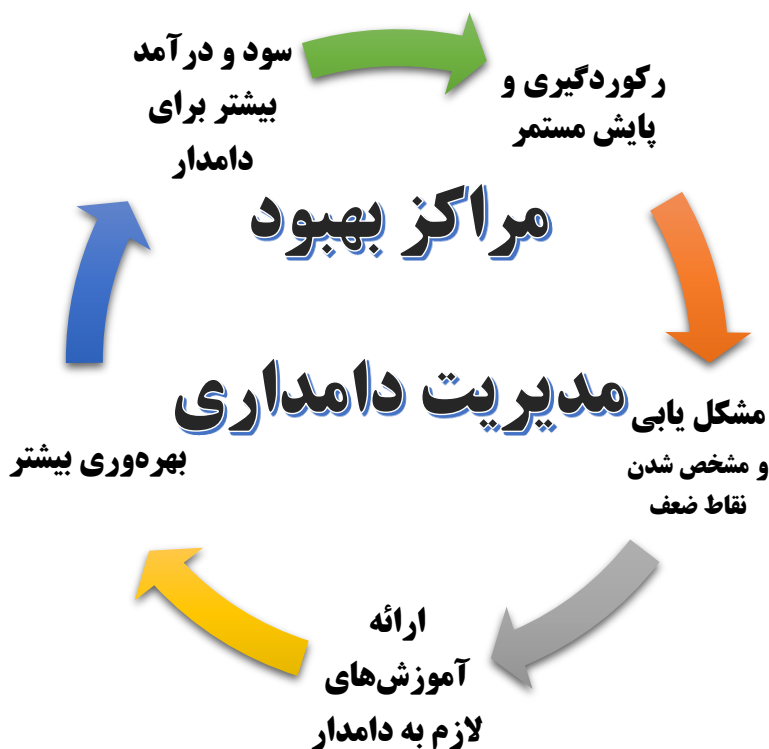 مراکز بهبود
مدیریت دامداری
رکوردگیری و
پایش مستمر
مشکل یابی
و مشخص شدن
نقاط ضعف
ارائه
آموزش‌های
لازم به دامدار
بهره‌وری بیشتر
سود و درآمد
بیشتر برای
دامدار